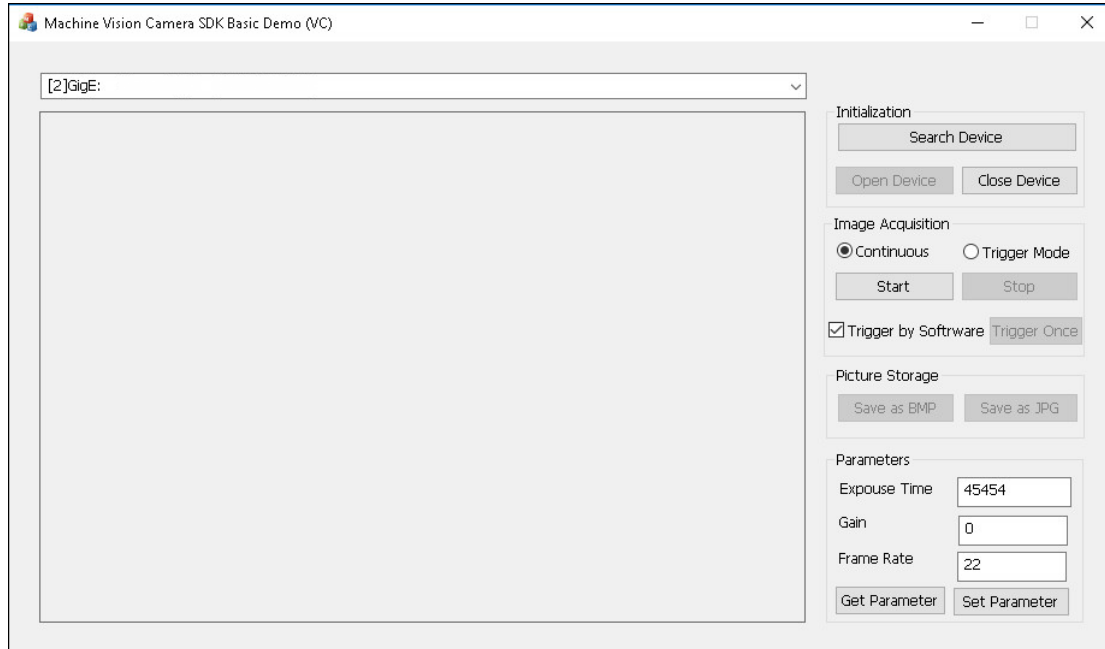 Machine Vision Camera SDK Basic Demo (VC)
[2]GigE:
Initialization
Search Device
Open Device Close Device
Image Acquisition
Continuous Trigger Mode
Start Stop
Trigger by Softrware Trigger Once
Picture Storage
Save as BMP Save as JPG
Parameters
Expouse Time 45454
Gain 0
Frame Rate 22
Get Parameter Set Parameter